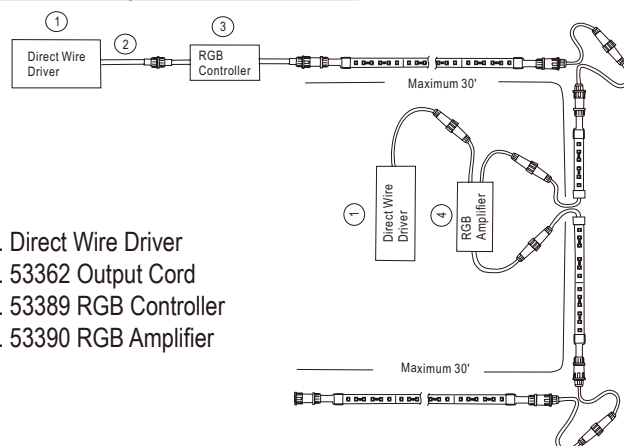 1
2
3
Direct Wire
Driver
RGB
Controller
Maximum 30'
1
Direct Wire
Driver
4
RGB
Amplifier
. Direct Wire Driver
. 53362 Output Cord
. 53389 RGB Controller
. 53390 RGB Amplifier
Maximum 30'